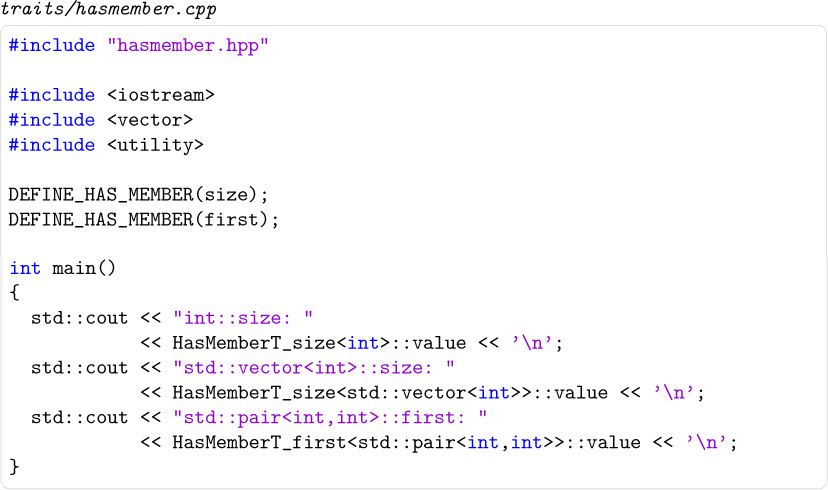 traits/hasmember.cpp
#include "hasmember.hpp"
#include <iostream>
#include <vector>
#include <utility>
DEFINE_HAS_MEMBER(size);
DEFINE_HAS_MEMBER(first);
int main()
{
  std::cout << "int::size: "
            << HasMemberT_size<int>::value << ’\n’;
  std::cout << "std::vector<int>::size: "
            << HasMemberT_size<std::vector<int>>::value << ’\n’;
  std::cout << "std::pair<int,int>::first: "
            << HasMemberT_first<std::pair<int,int>>::value << ’\n’;
}